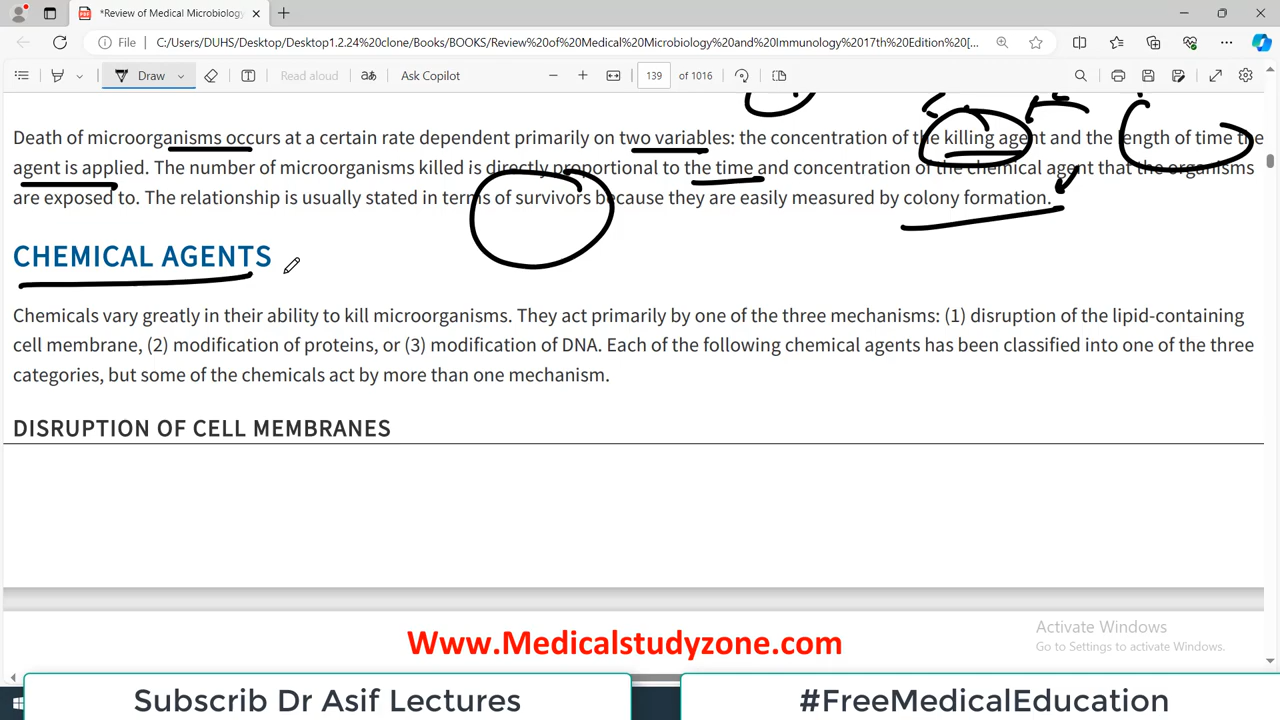 *Review of Medical Microbiology
File C:/Users/DUHS/Desktop/Desktop1.2.24%20clone/Books/BOOKS/Review%20of%20Medical%20Microbiology%20and%20Immunology%2017th%20Edition%20[...
Draw Read aloud Ask Copilot 139 of 1016
Death of microorganisms occurs at a certain rate dependent primarily on two variables: the concentration of the killing agent and the length of time the
agent is applied. The number of microorganisms killed is directly proportional to the time and concentration of the chemical agent that the organisms
are exposed to. The relationship is usually stated in terms of survivors because they are easily measured by colony formation.
CHEMICAL AGENTS
Chemicals vary greatly in their ability to kill microorganisms. They act primarily by one of the three mechanisms: (1) disruption of the lipid-containing
cell membrane, (2) modification of proteins, or (3) modification of DNA. Each of the following chemical agents has been classified into one of the three
categories, but some of the chemicals act by more than one mechanism.
DISRUPTION OF CELL MEMBRANES
Www.Medicalstudyzone.com
Activate Windows
Go to Settings to activate Windows.
Subscrib Dr Asif Lectures
#FreeMedicalEducation